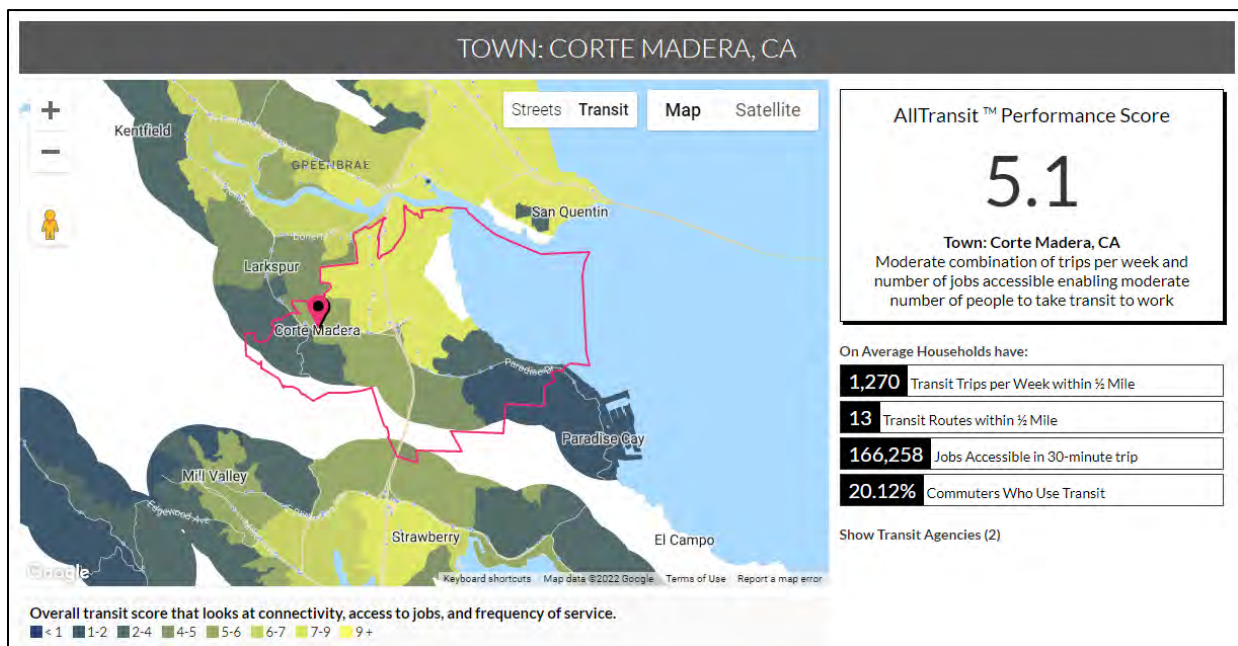 TOWN: CORTE MADERA, CA
+
−
Streets Transit
Map Satellite
Kentfield
GREENBRAE
San Quentin
Larkspur
Corte Madera
Paradise Dr
Paradise Cay
Mill Valley
Edgewood Ave
Strawberry
El Campo
Google
Keyboard shortcuts Map data ©2022 Google Terms of Use Report a map error
Overall transit score that looks at connectivity, access to jobs, and frequency of service.
< 1 1-2 2-4 4-5 5-6 6-7 7-9 9 +
AllTransit ™ Performance Score
5.1
Town: Corte Madera, CA
Moderate combination of trips per week and
number of jobs accessible enabling moderate
number of people to take transit to work
On Average Households have:
1,270 Transit Trips per Week within ½ Mile
13 Transit Routes within ½ Mile
166,258 Jobs Accessible in 30-minute trip
20.12% Commuters Who Use Transit
Show Transit Agencies (2)